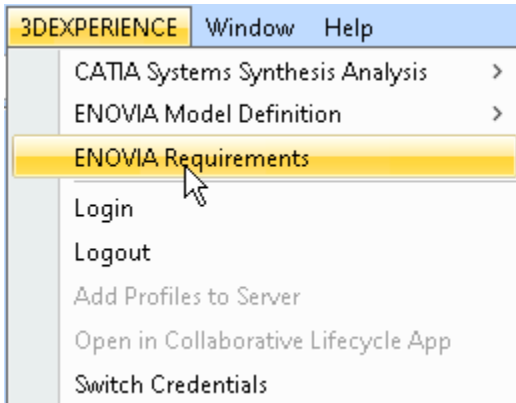 3DEXPERIENCE Window Help
CATIA Systems Synthesis Analysis >
ENOVIA Model Definition >
ENOVIA Requirements
Login
Logout
Add Profiles to Server
Open in Collaborative Lifecycle App
Switch Credentials